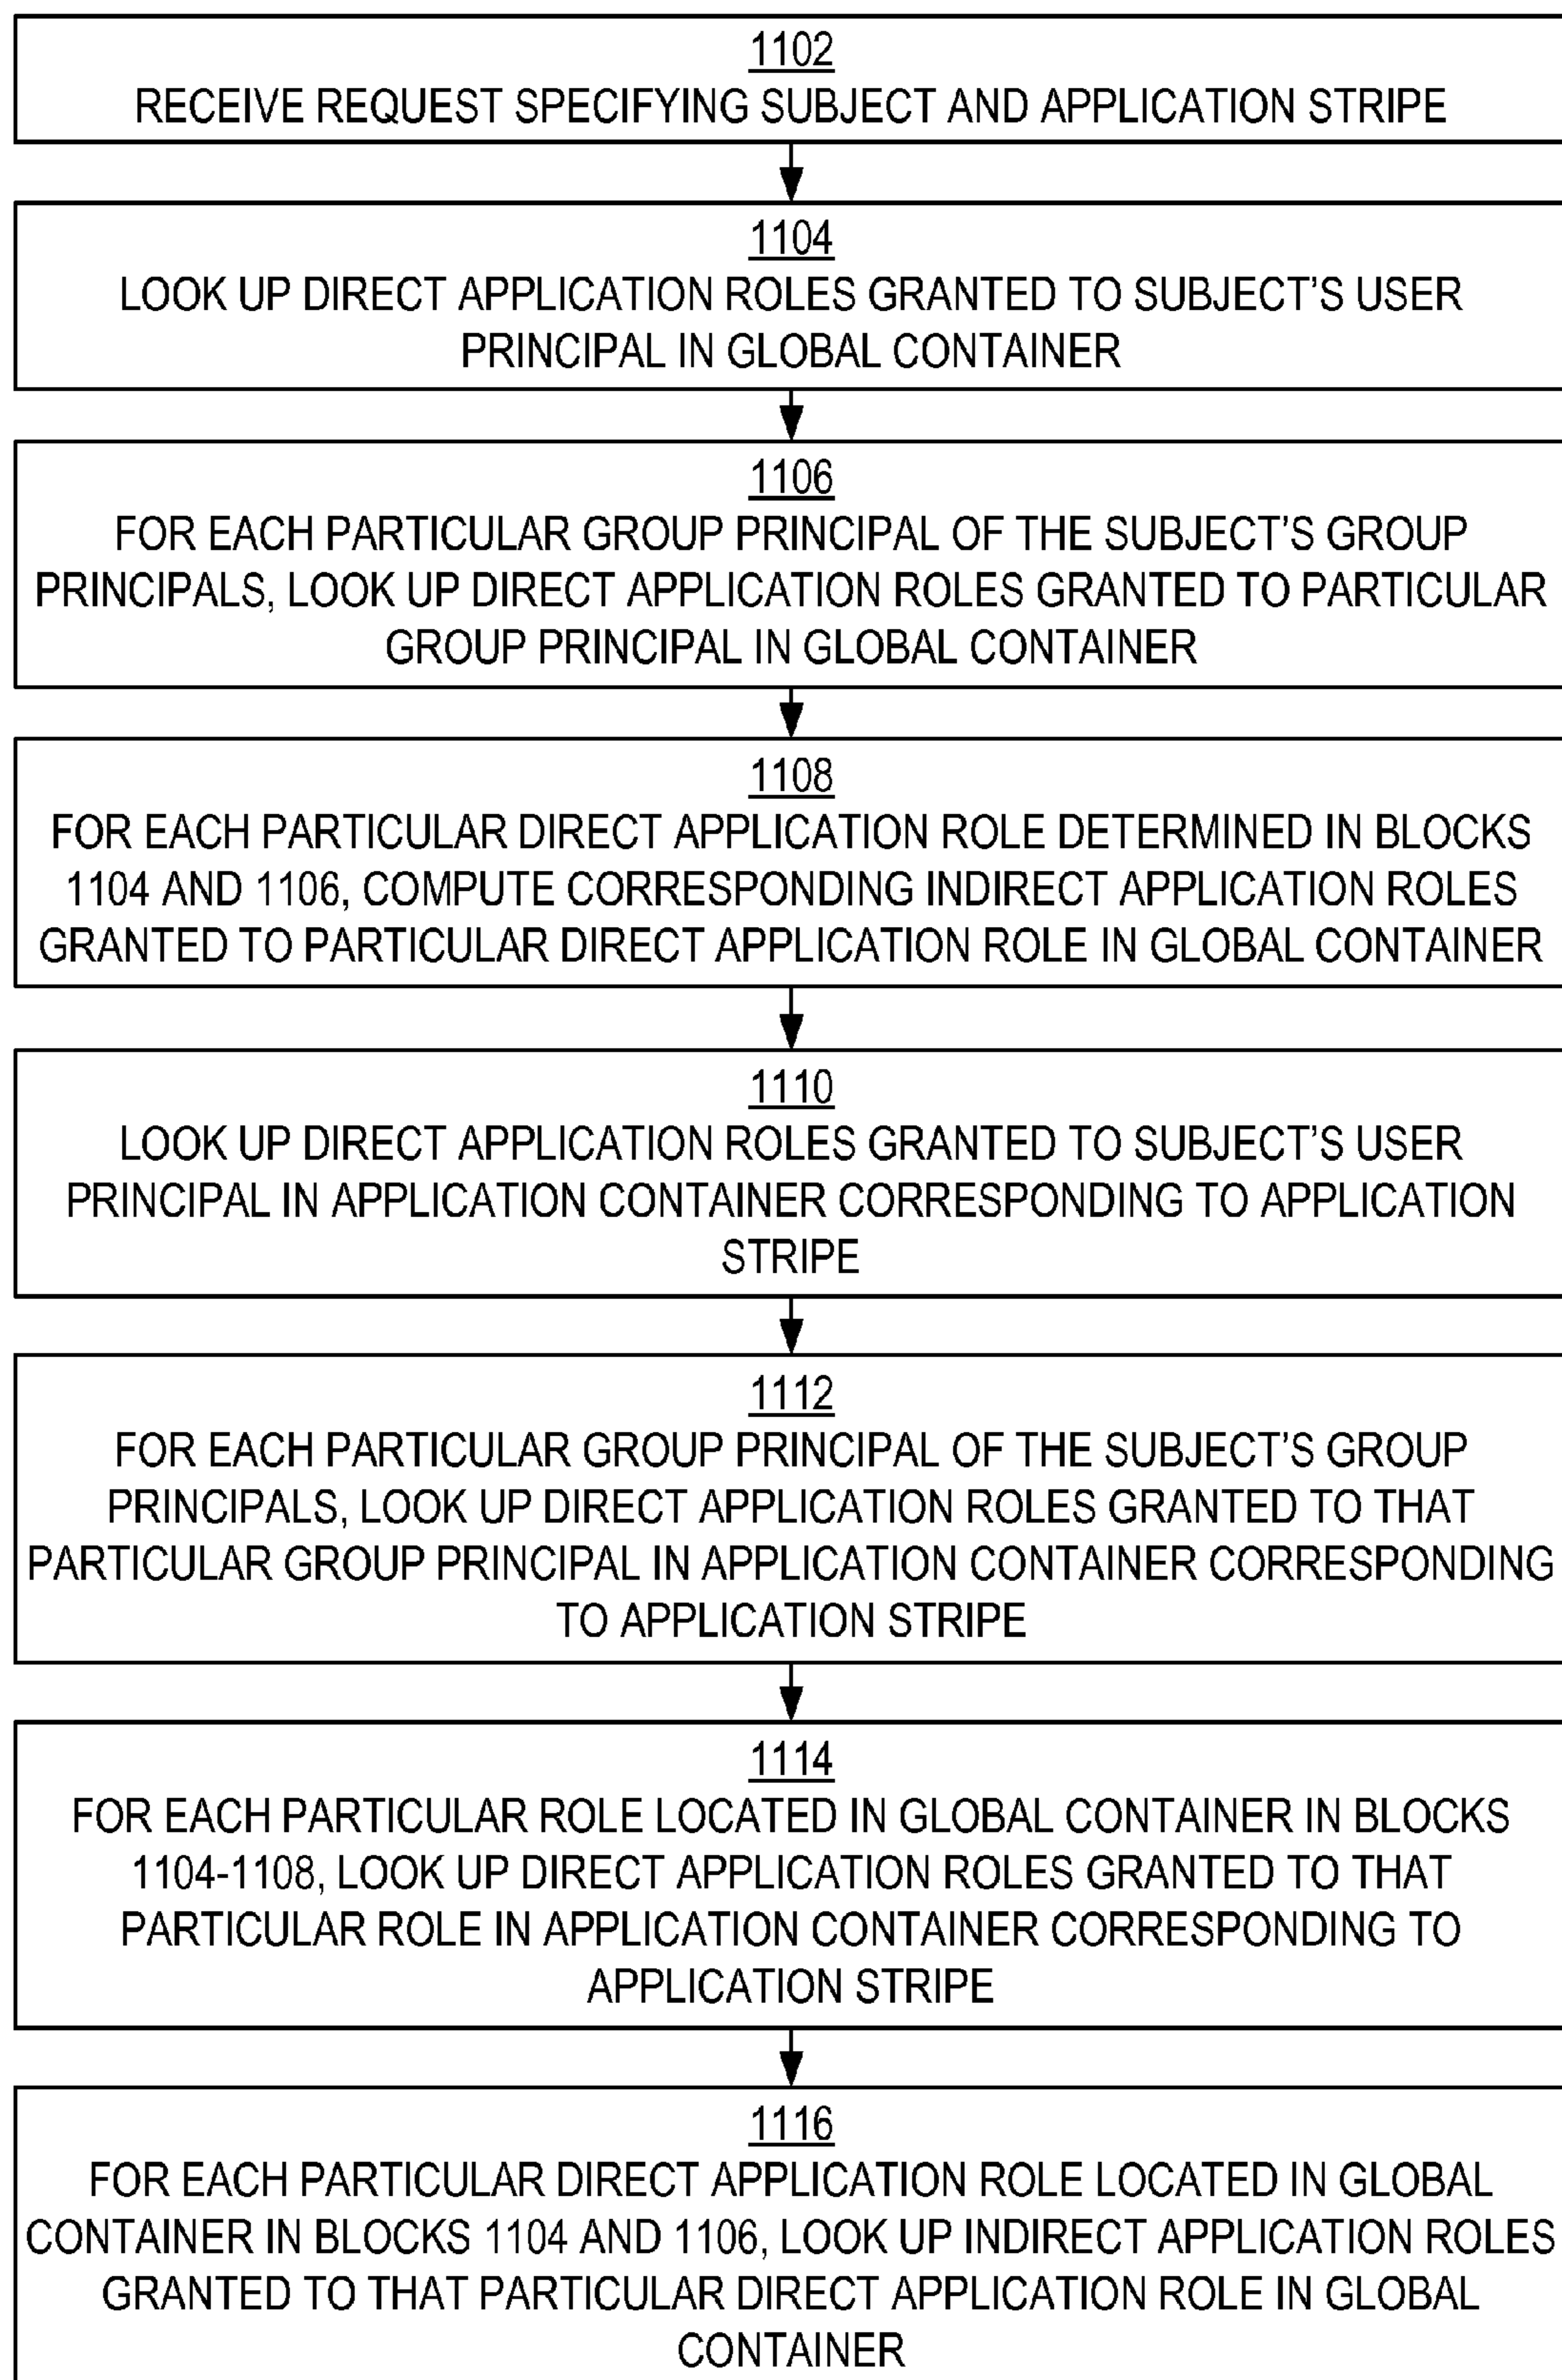 1102
RECEIVE REQUEST SPECIFYING SUBJECT AND APPLICATION STRIPE
1104
LOOK UP DIRECT APPLICATION ROLES GRANTED TO SUBJECT'S USER
PRINCIPAL IN GLOBAL CONTAINER
1106
FOR EACH PARTICULAR GROUP PRINCIPAL OF THE SUBJECT'S GROUP
PRINCIPALS, LOOK UP DIRECT APPLICATION ROLES GRANTED TO PARTICULAR
GROUP PRINCIPAL IN GLOBAL CONTAINER
1108
FOR EACH PARTICULAR DIRECT APPLICATION ROLE DETERMINED IN BLOCKS
1104 AND 1106, COMPUTE CORRESPONDING INDIRECT APPLICATION ROLES
GRANTED TO PARTICULAR DIRECT APPLICATION ROLE IN GLOBAL CONTAINER
1110
LOOK UP DIRECT APPLICATION ROLES GRANTED TO SUBJECT'S USER
PRINCIPAL IN APPLICATION CONTAINER CORRESPONDING TO APPLICATION
STRIPE
1112
FOR EACH PARTICULAR GROUP PRINCIPAL OF THE SUBJECT'S GROUP
PRINCIPALS, LOOK UP DIRECT APPLICATION ROLES GRANTED TO THAT
PARTICULAR GROUP PRINCIPAL IN APPLICATION CONTAINER CORRESPONDING
TO APPLICATION STRIPE
1114
FOR EACH PARTICULAR ROLE LOCATED IN GLOBAL CONTAINER IN BLOCKS
1104-1108, LOOK UP DIRECT APPLICATION ROLES GRANTED TO THAT
PARTICULAR ROLE IN APPLICATION CONTAINER CORRESPONDING TO
APPLICATION STRIPE
1116
FOR EACH PARTICULAR DIRECT APPLICATION ROLE LOCATED IN GLOBAL
CONTAINER IN BLOCKS 1104 AND 1106, LOOK UP INDIRECT APPLICATION ROLES
GRANTED TO THAT PARTICULAR DIRECT APPLICATION ROLE IN GLOBAL
CONTAINER